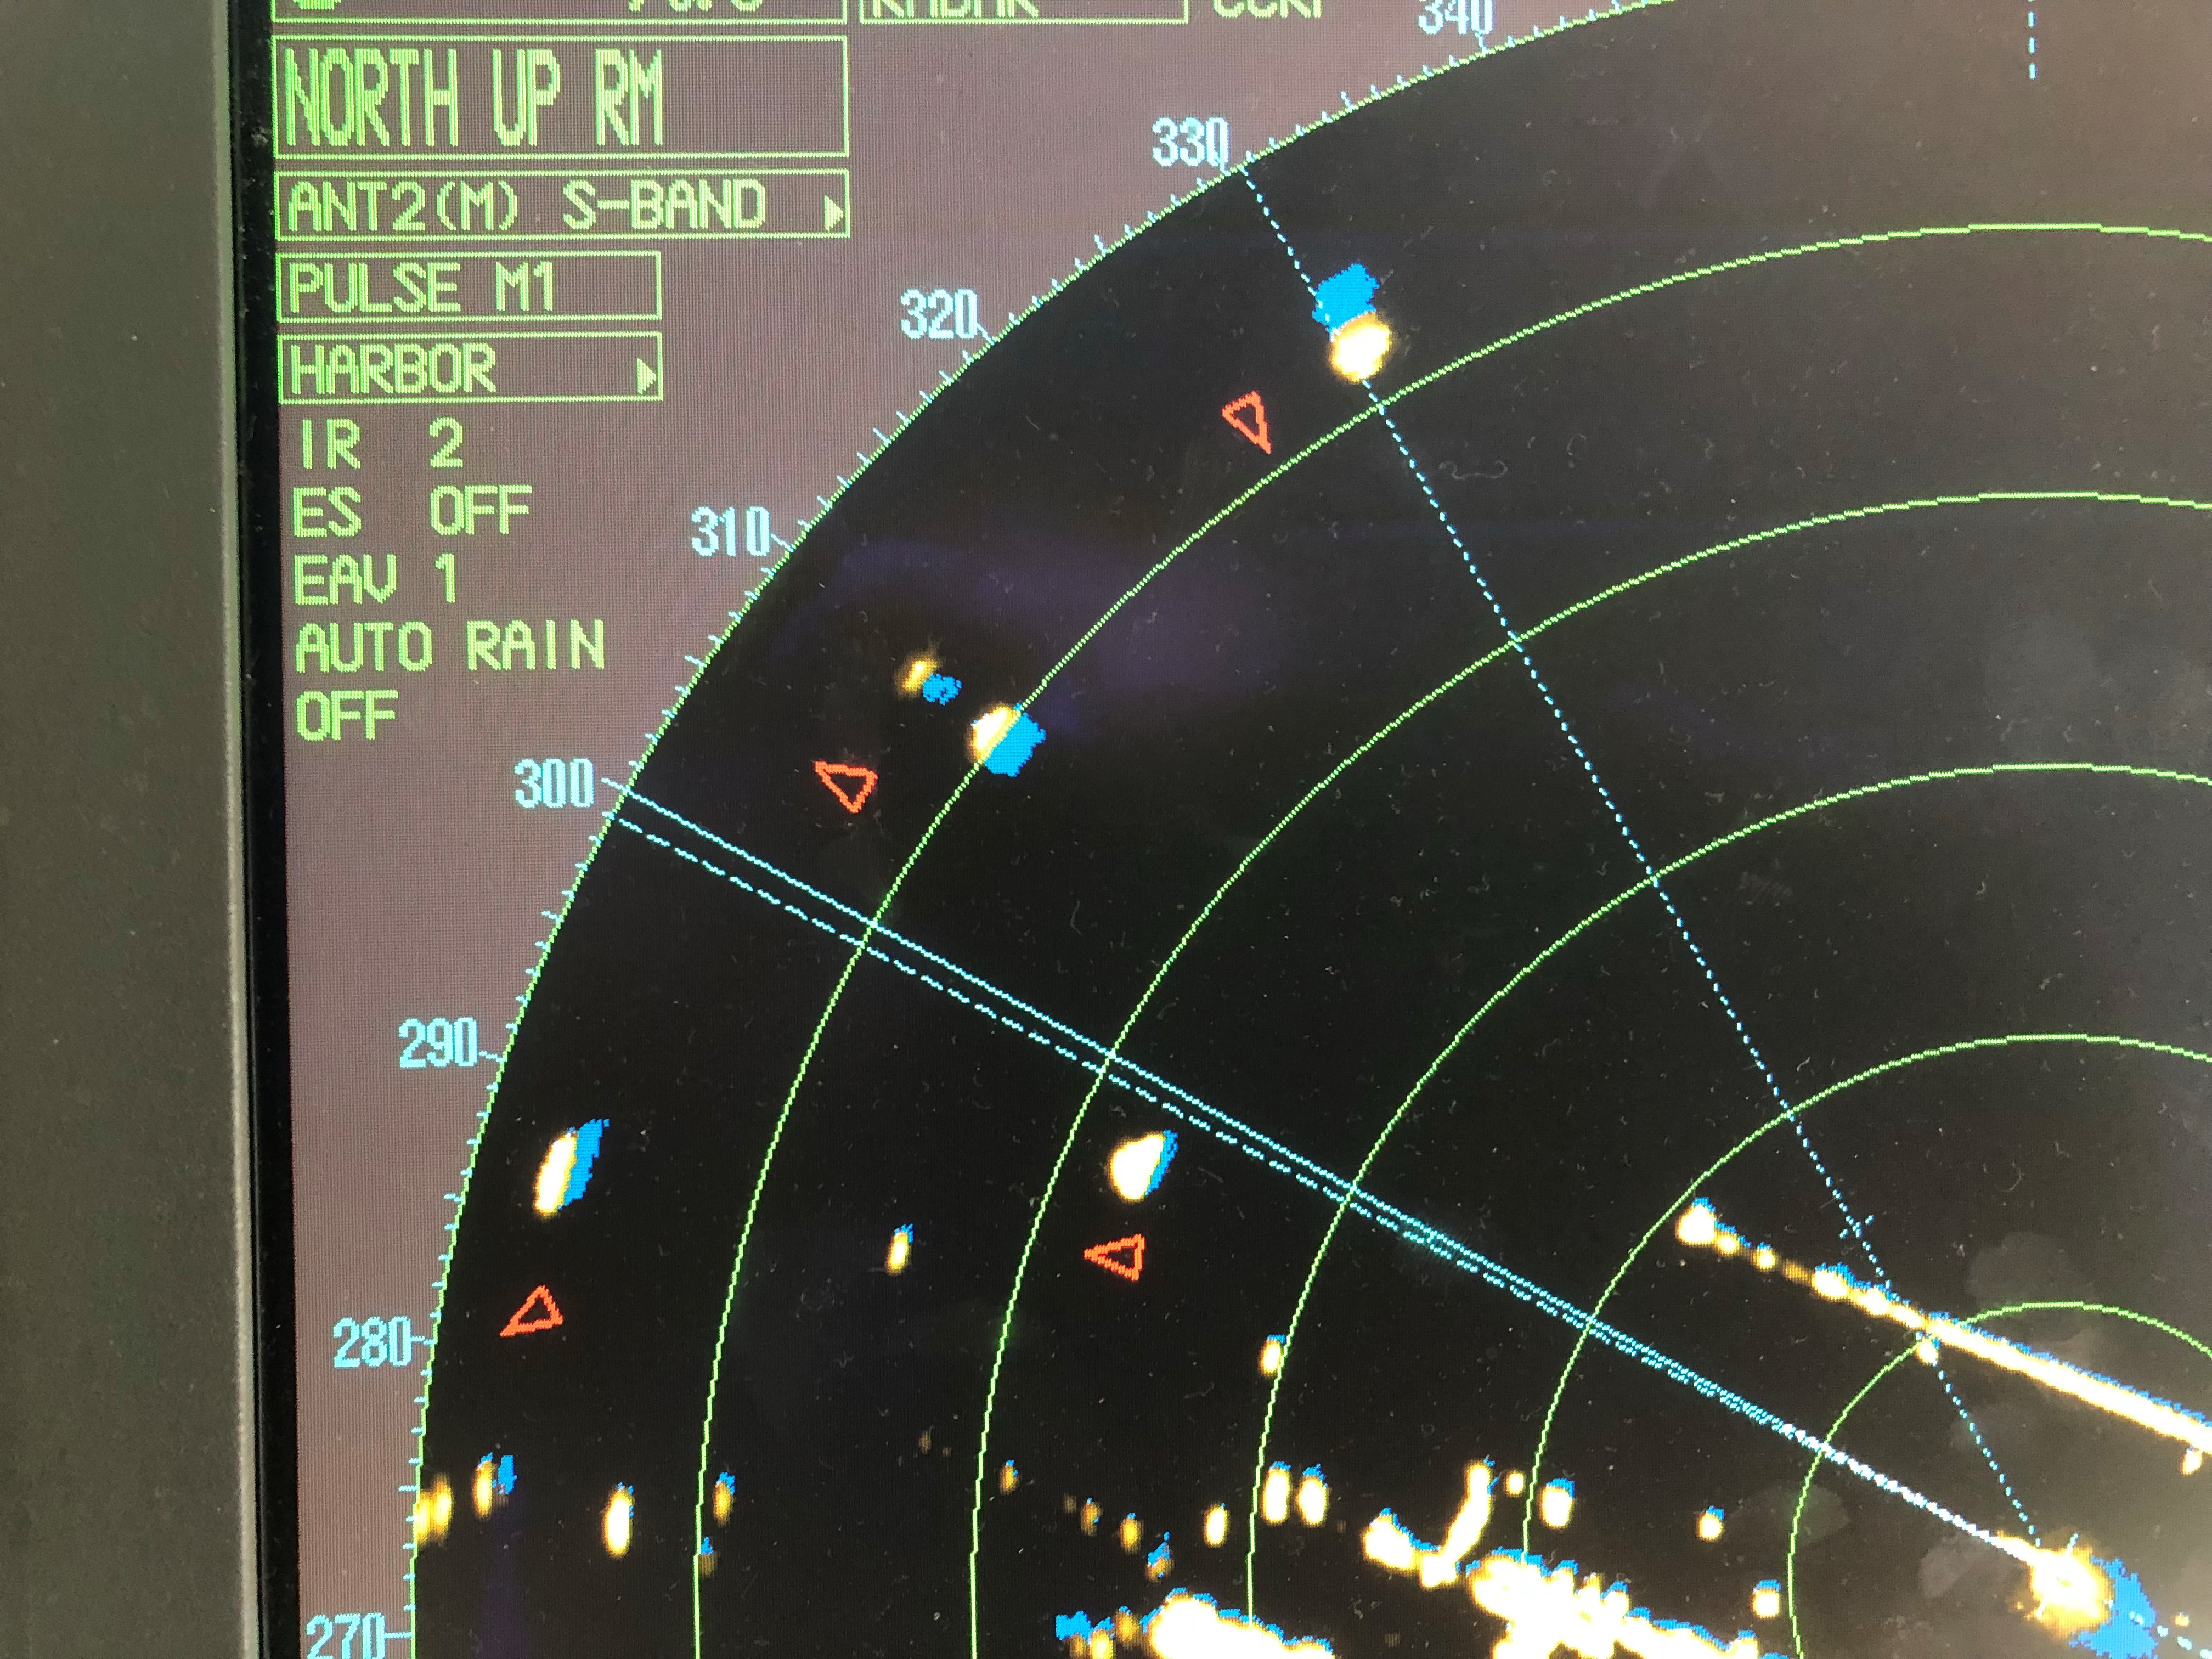 340
NORTH UP RM
330
ANT2(M) S-BAND
PULSE M1
320
HARBOR
IR 2
ES OFF
310
EAV 1
AUTO RAIN
OFF
300
290
280
270